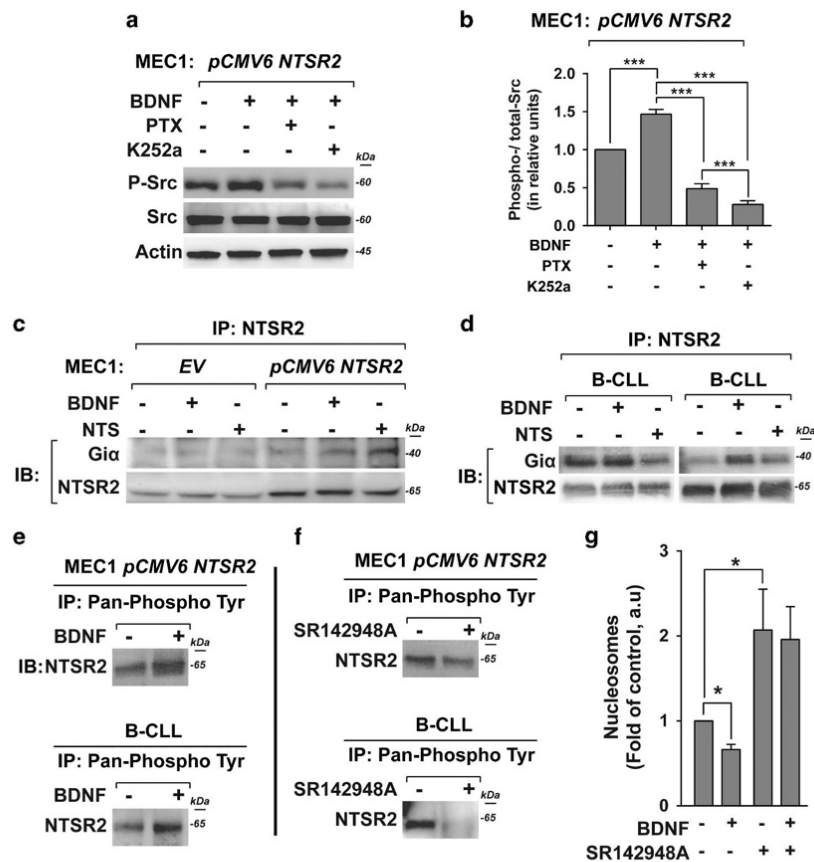 a
MEC1: pCMV6 NTSR2
BDNF - + + +
PTX - - + -
K252a - - - +
kDa
P-Src -60
Src -60
Actin -45
b
MEC1: pCMV6 NTSR2
*** *** *** ***
Phospho-/ total-Src
(in relative units)
2.0
1.5
1.0
0.5
0.0
BDNF - + + +
PTX - - + -
K252a - - - +
c
IP: NTSR2
MEC1: EV pCMV6 NTSR2
BDNF - + - - + -
NTS - - + - - +
kDa
IB:
Giα -40
NTSR2 -65
d
IP: NTSR2
B-CLL B-CLL
BDNF - + - - + -
NTS - - + - - +
kDa
IB:
Giα -40
NTSR2 -65
e
MEC1 pCMV6 NTSR2
IP: Pan-Phospho Tyr
BDNF - +
kDa
IB:NTSR2 -65
B-CLL
IP: Pan-Phospho Tyr
BDNF - +
kDa
NTSR2 -65
f
MEC1 pCMV6 NTSR2
IP: Pan-Phospho Tyr
SR142948A - +
kDa
NTSR2 -65
B-CLL
IP: Pan-Phospho Tyr
SR142948A - +
kDa
NTSR2 -65
g
Nucleosomes
(Fold of control, a.u)
3
2
1
0
* *
BDNF - + - +
SR142948A - - + +